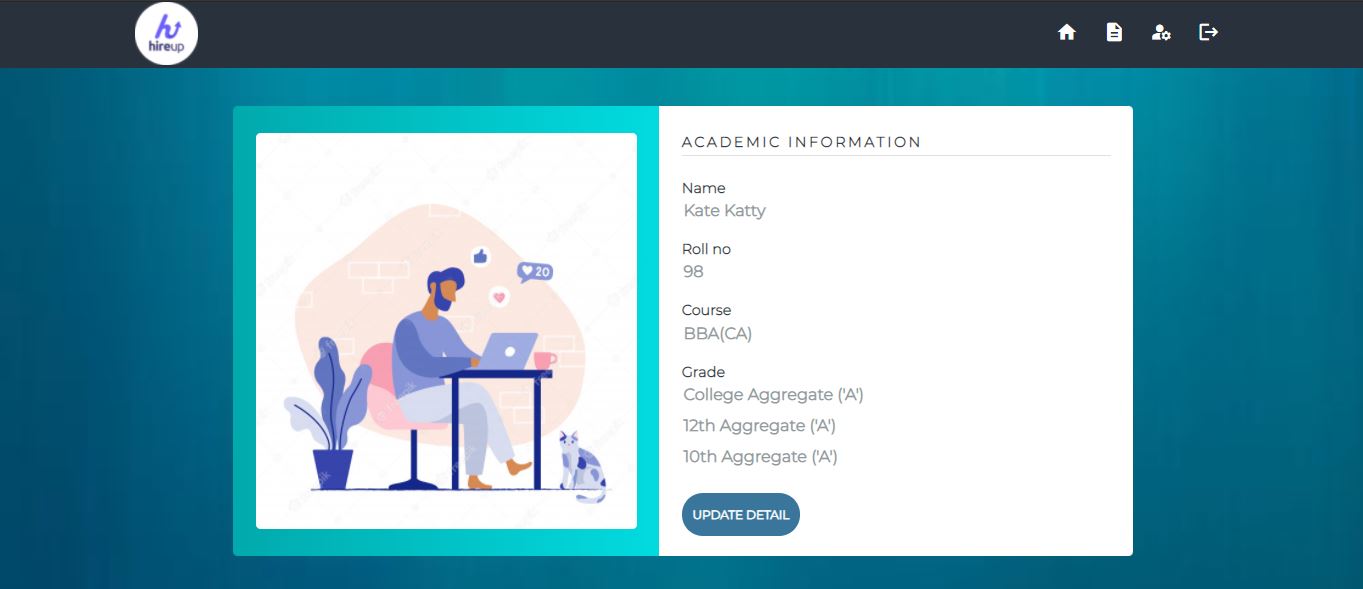 hireup
ACADEMIC INFORMATION
Name
Kate Katty
Roll no
98
Course
BBA(CA)
Grade
College Aggregate ('A')
12th Aggregate ('A')
10th Aggregate ('A')
UPDATE DETAIL
20
freepik